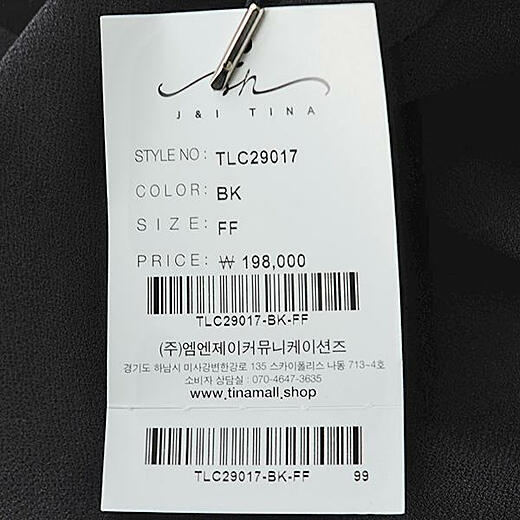 J & I TINA
STYLE NO: TLC29017
COLOR: BK
SIZE: FF
PRICE: ₩ 198,000
TLC29017-BK-FF
(주)엠엔제이커뮤니케이션즈
경기도 하남시 미사강변한강로 135 스카이폴리스 나동 713~4호
소비자 상담실 : 070-4647-3635
www.tinamall.shop
TLC29017-BK-FF 99